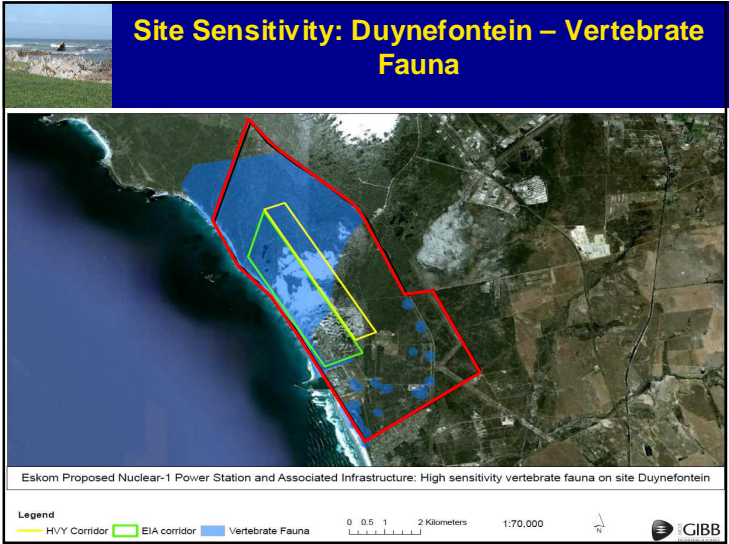 Site Sensitivity: Duynefontein – Vertebrate
Fauna
Eskom Proposed Nuclear-1 Power Station and Associated Infrastructure: High sensitivity vertebrate fauna on site Duynefontein
Legend
HVY Corridor EIA corridor Vertebrate Fauna
0 0.5 1 2 Kilometers
1:70,000
N
GIBB